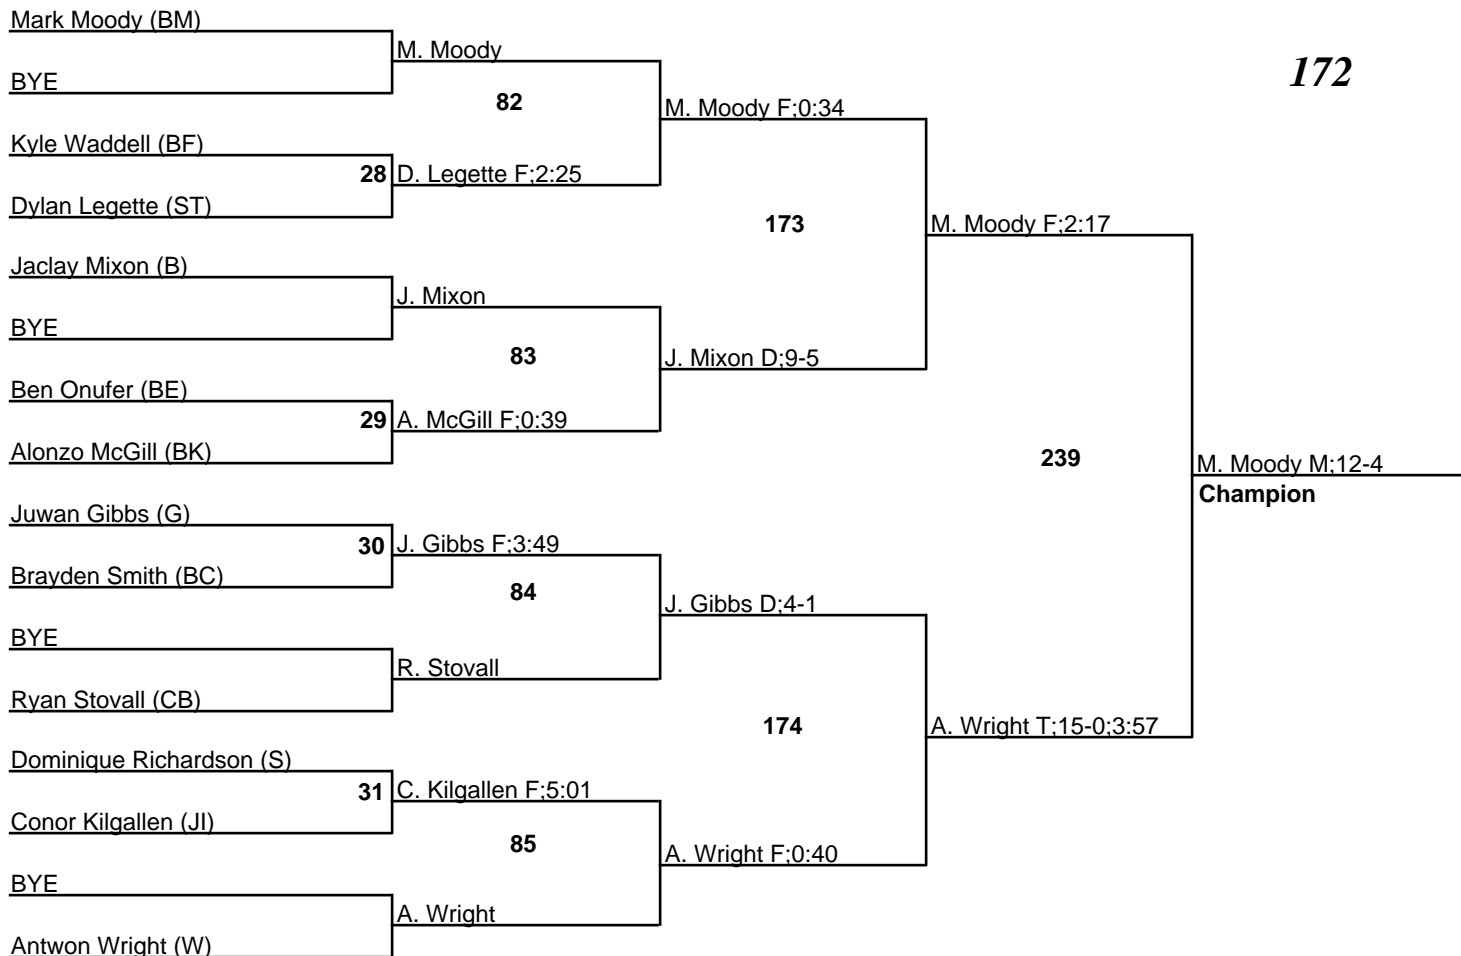 Mark Moody (BM)
BYE
Kyle Waddell (BF)
Dylan Legette (ST)
Jaclay Mixon (B)
BYE
Ben Onufer (BE)
Alonzo McGill (BK)
Juwan Gibbs (G)
Brayden Smith (BC)
BYE
Ryan Stovall (CB)
Dominique Richardson (S)
Conor Kilgallen (JI)
BYE
Antwon Wright (W)
M. Moody
82
28 D. Legette F;2:25
J. Mixon
83
29 A. McGill F;0:39
30 J. Gibbs F;3:49
84
R. Stovall
31 C. Kilgallen F;5:01
85
A. Wright
M. Moody F;0:34
173
J. Mixon D;9-5
J. Gibbs D;4-1
174
A. Wright F;0:40
M. Moody F;2:17
239
A. Wright T;15-0;3:57
M. Moody M;12-4
Champion
172